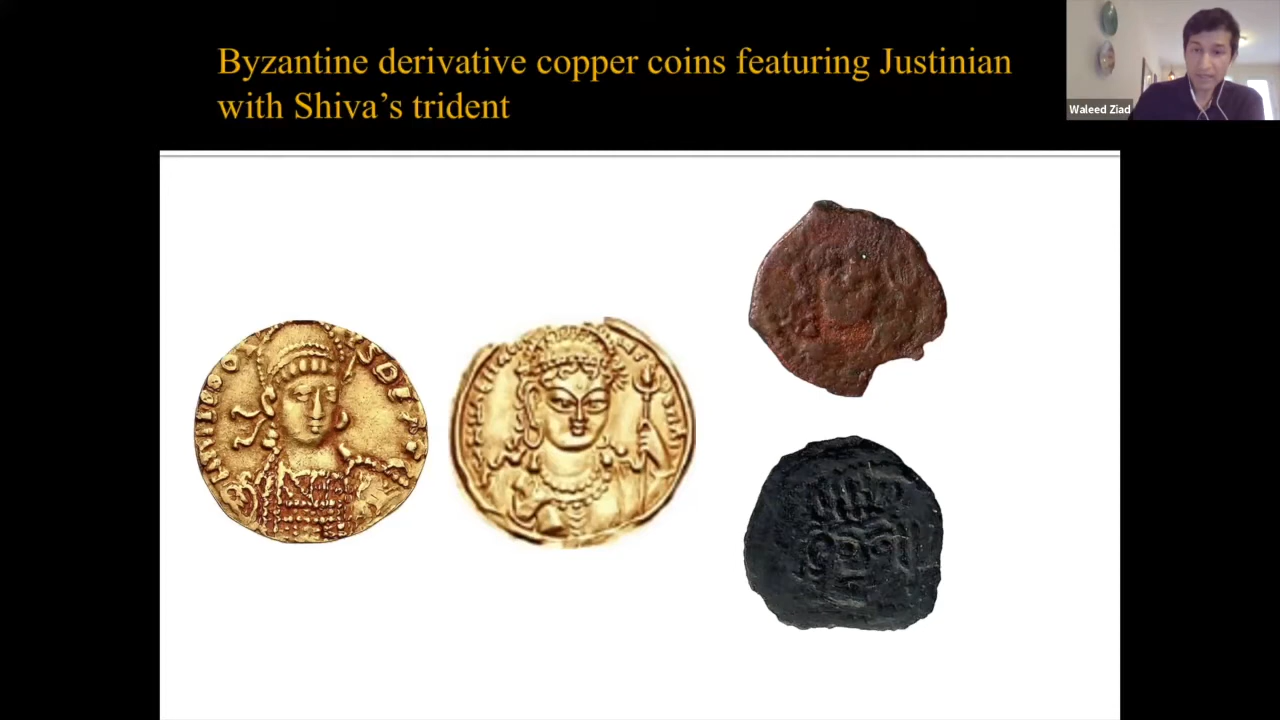 Byzantine derivative copper coins featuring Justinian
with Shiva’s trident
Waleed Ziad